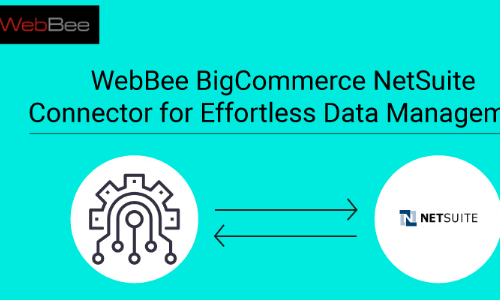 WebBee
WebBee BigCommerce NetSuite
Connector for Effortless Data Managem
NETSUITE